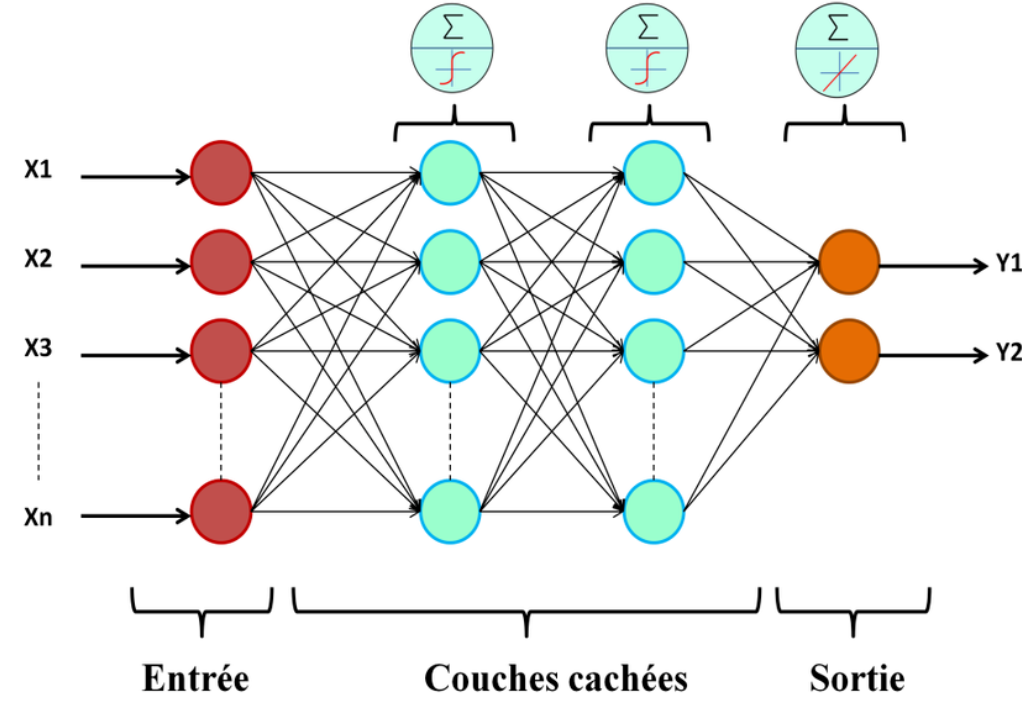 Σ Σ Σ
X1
X2
Y1
X3
Y2
Xn
Entrée Couches cachées Sortie